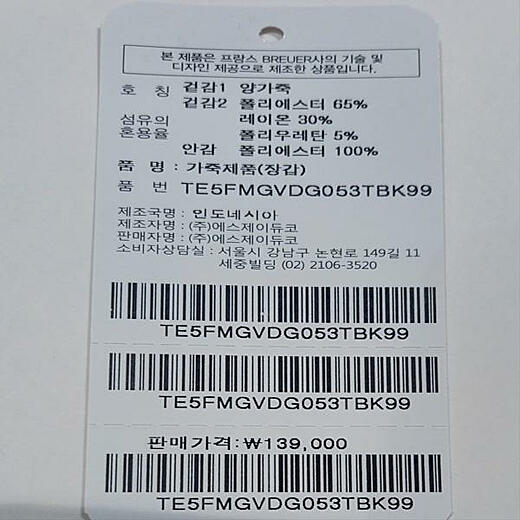 본 제품은 프랑스 BREUER사의 기술 및
디자인 제공으로 제조한 상품입니다.
호 칭 겉감1 양가죽
겉감2 폴리에스터 65%
섬유의 레이온 30%
혼용율 폴리우레탄 5%
안감 폴리에스터 100%
품 명 : 가죽제품(장갑)
품 번 TE5FMGVDG053TBK99
제조국명 : 인도네시아
제조자명 : (주)에스제이듀코
판매자명 : (주)에스제이듀코
소비자상담실 : 서울시 강남구 논현로 149길 11
세중빌딩 (02) 2106-3520
TE5FMGVDG053TBK99
TE5FMGVDG053TBK99
판매가격:₩139,000
TE5FMGVDG053TBK99